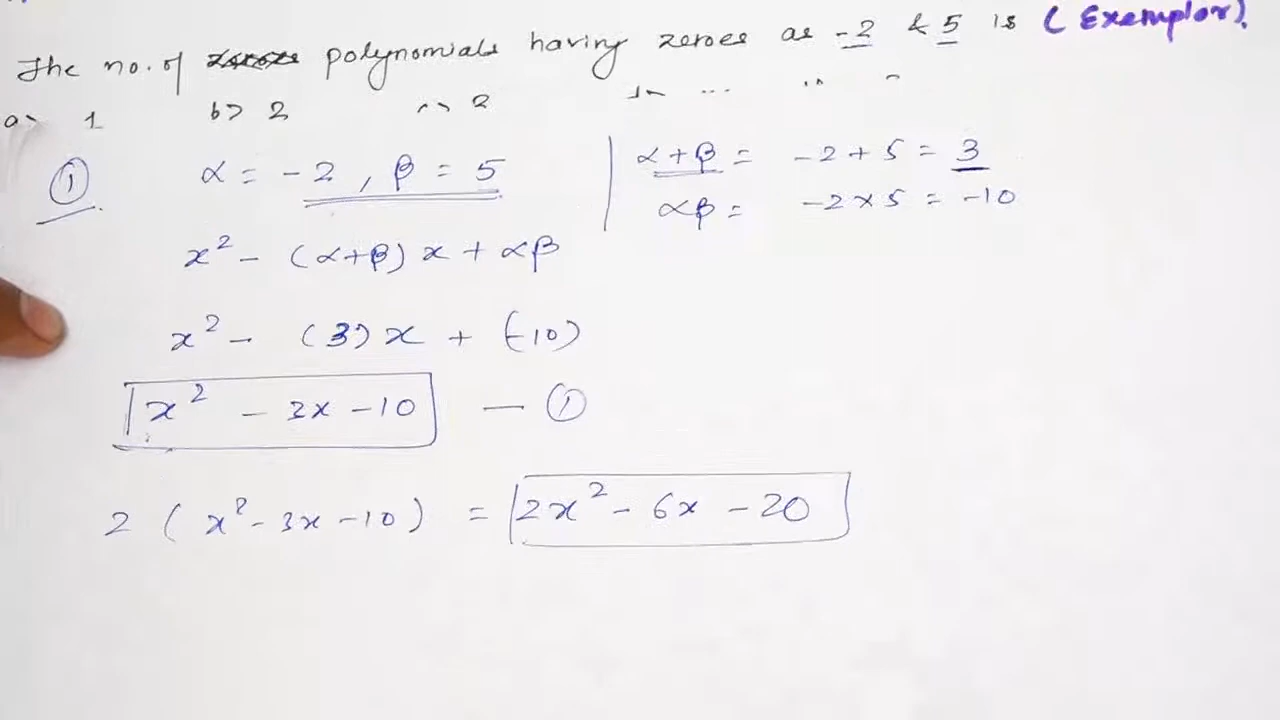 The no. of polynomials having zeroes as -2 & 5 is (Exemplar).
a> 1 b> 2
① α = -2 , β = 5
α+β = -2+5 = 3
αβ = -2×5 = -10
x² - (α+β) x + αβ
x² - (3)x + (-10)
x² - 3x - 10 — ①
2 (x² - 3x - 10) = 2x² - 6x - 20